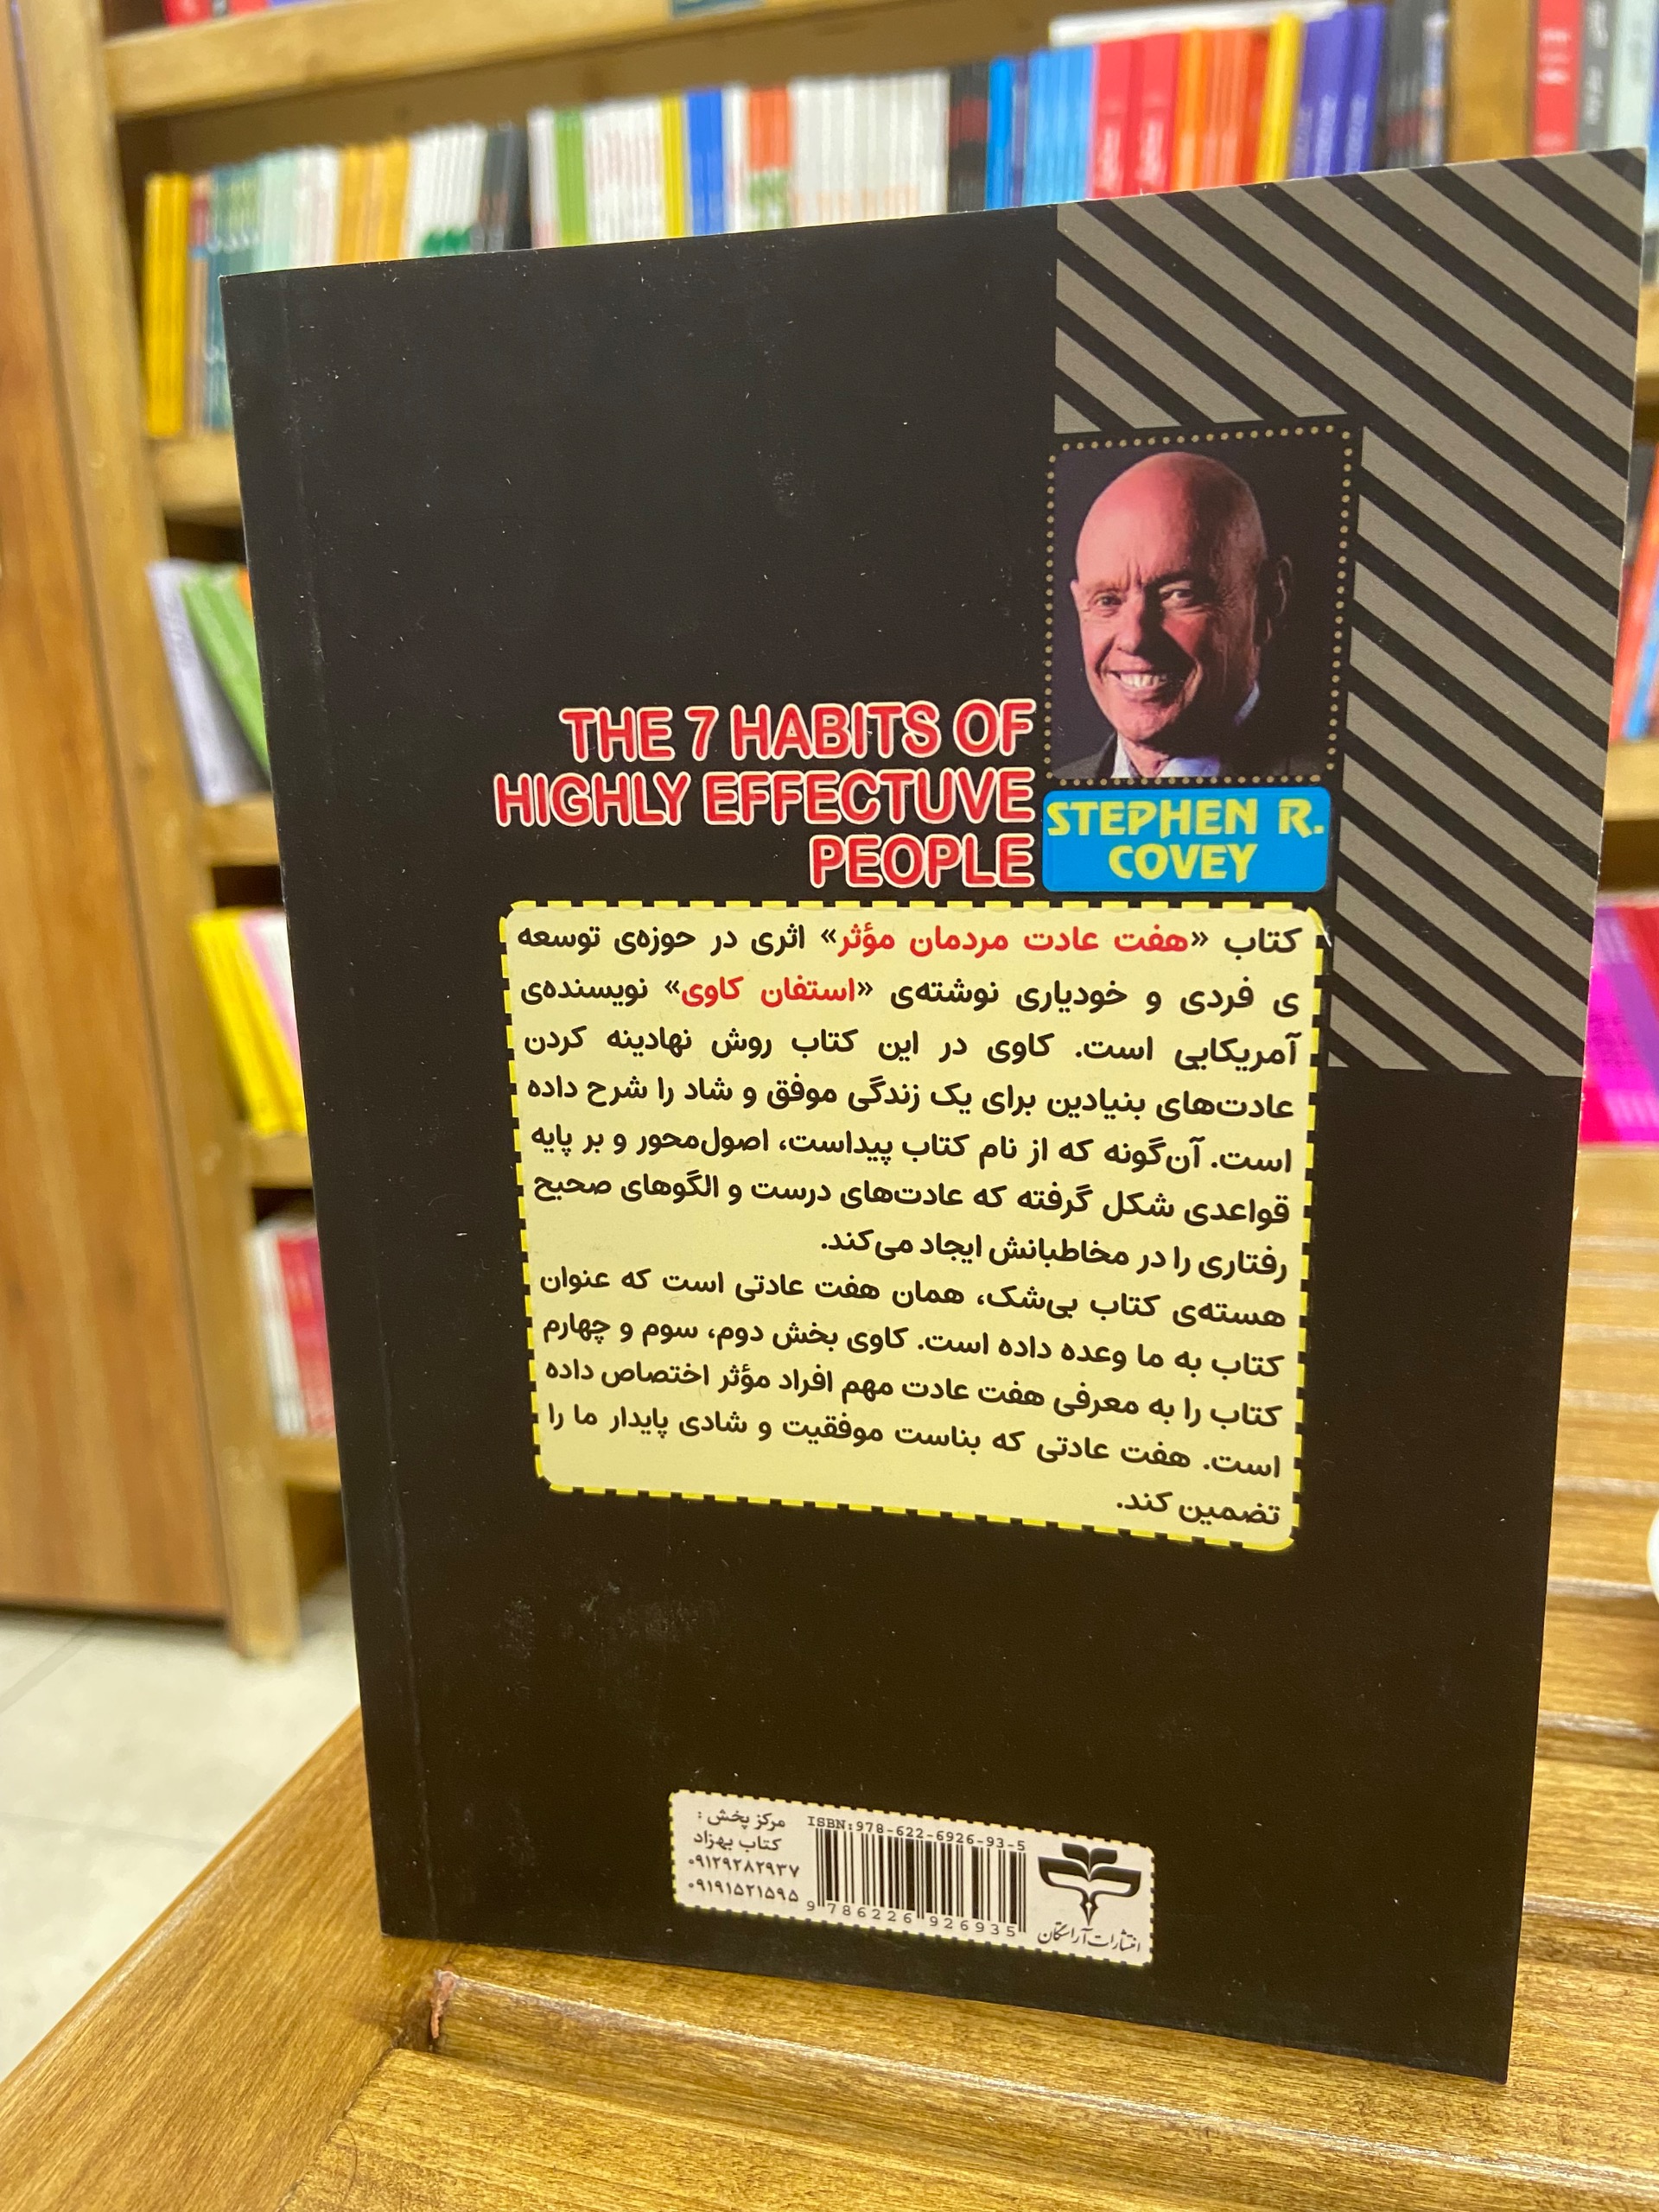 THE 7 HABITS OF
HIGHLY EFFECTUVE
PEOPLE
STEPHEN R.
COVEY
کتاب «هفت عادت مردمان مؤثر» اثری در حوزه‌ی توسعه
ی فردی و خودیاری نوشته‌ی «استفان کاوی» نویسنده‌ی
آمریکایی است. کاوی در این کتاب روش نهادینه کردن
عادت‌های بنیادین برای یک زندگی موفق و شاد را شرح داده
است. آن‌گونه که از نام کتاب پیداست، اصول‌محور و بر پایه
قواعدی شکل گرفته که عادت‌های درست و الگوهای صحیح
رفتاری را در مخاطبانش ایجاد می‌کند.
هسته‌ی کتاب بی‌شک، همان هفت عادتی است که عنوان
کتاب به ما وعده داده است. کاوی بخش دوم، سوم و چهارم
کتاب را به معرفی هفت عادت مهم افراد مؤثر اختصاص داده
است. هفت عادتی که بناست موفقیت و شادی پایدار ما را
تضمین کند.
انتشارات آراستگان
ISBN:978-622-6926-93-5
9 786226 926935
مرکز پخش :
کتاب بهزاد
۰۹۱۲۹۲۸۲۹۳۷
۰۹۱۹۱۵۲۱۵۹۵